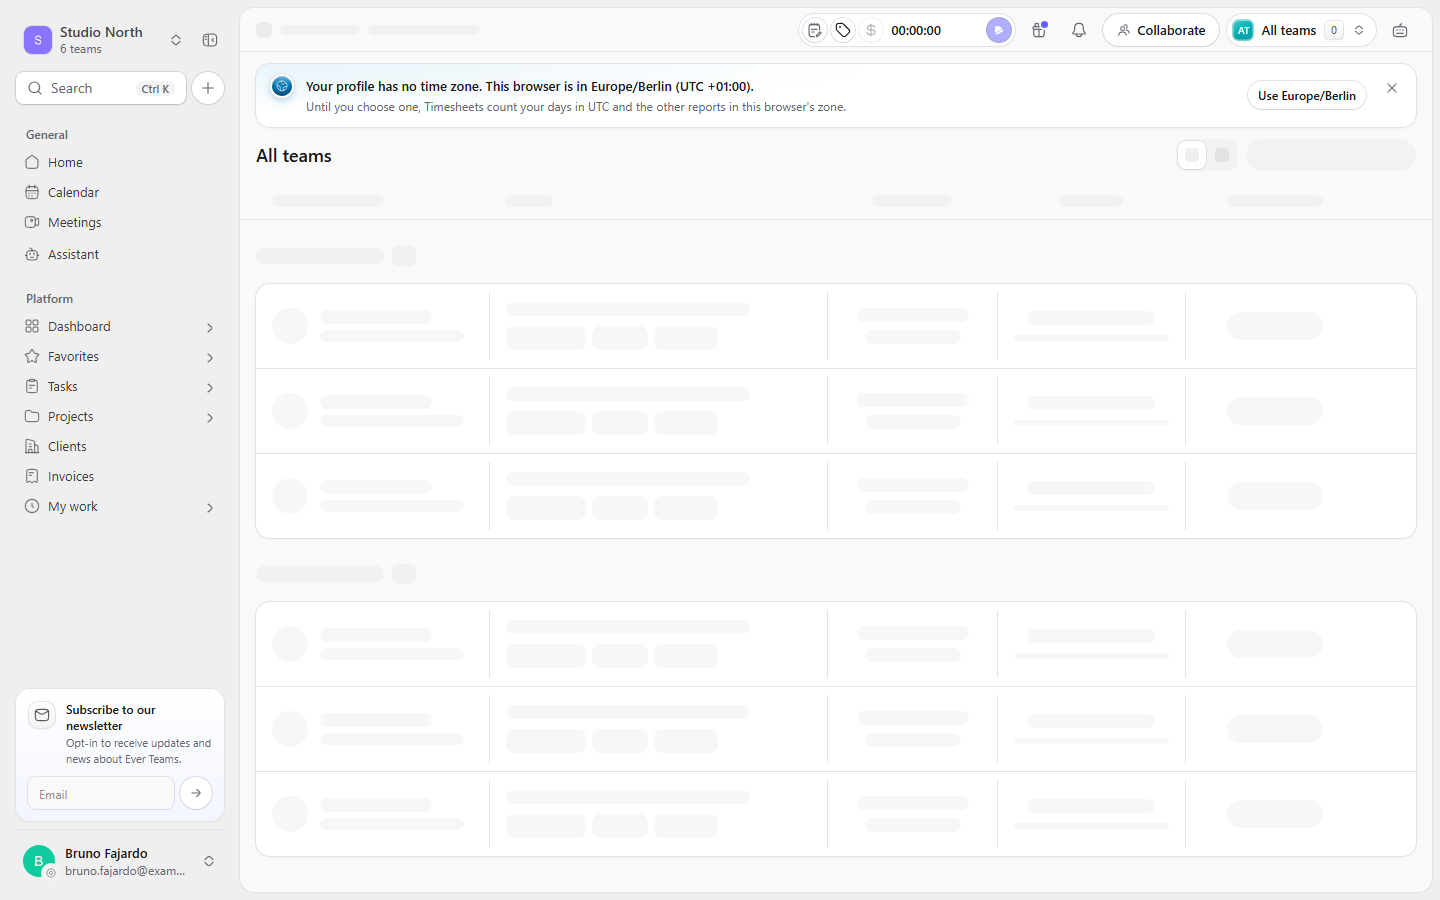 S
Studio North
6 teams
Search
Ctrl K
General
Home
Calendar
Meetings
Assistant
Platform
Dashboard
Favorites
Tasks
Projects
Clients
Invoices
My work
Subscribe to our
newsletter
Opt-in to receive updates and
news about Ever Teams.
Email
B
Bruno Fajardo
bruno.fajardo@exam...
$
00:00:00
Collaborate
AT
All teams
0
Your profile has no time zone. This browser is in Europe/Berlin (UTC +01:00).
Until you choose one, Timesheets count your days in UTC and the other reports in this browser's zone.
Use Europe/Berlin
All teams